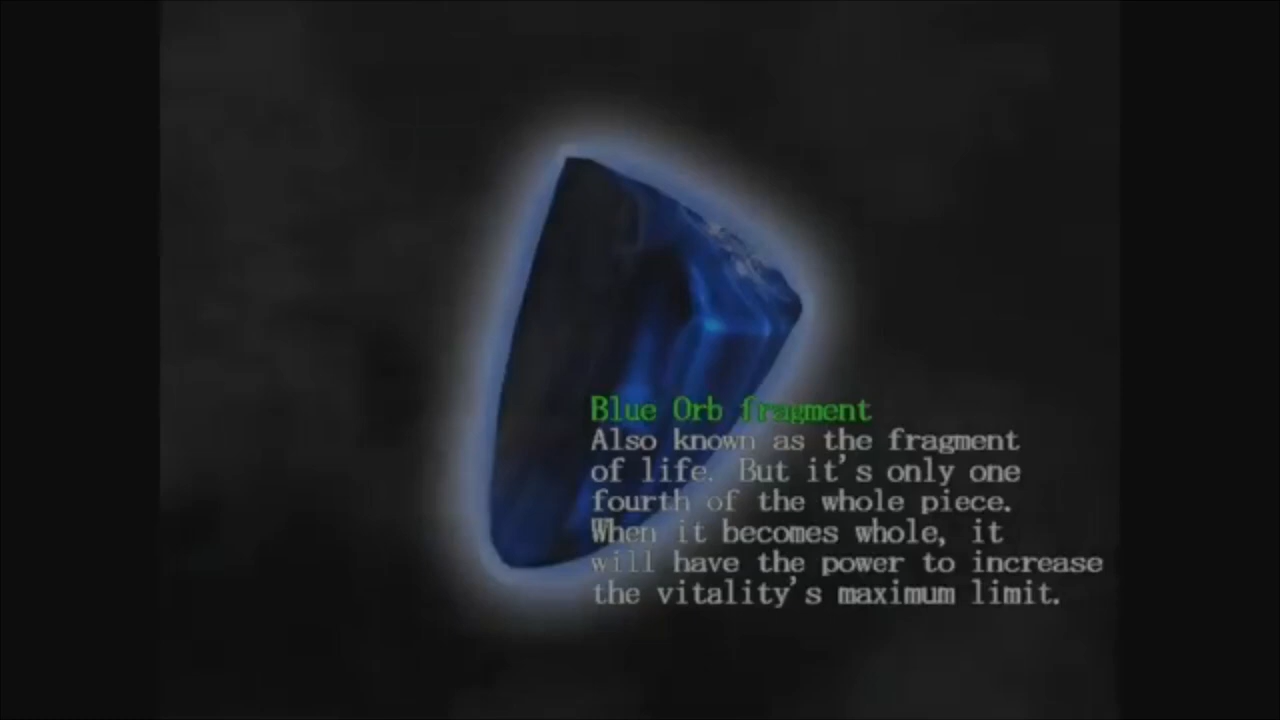 Blue Orb fragment
Also known as the fragment
of life. But it's only one
fourth of the whole piece.
When it becomes whole, it
will have the power to increase
the vitality's maximum limit.